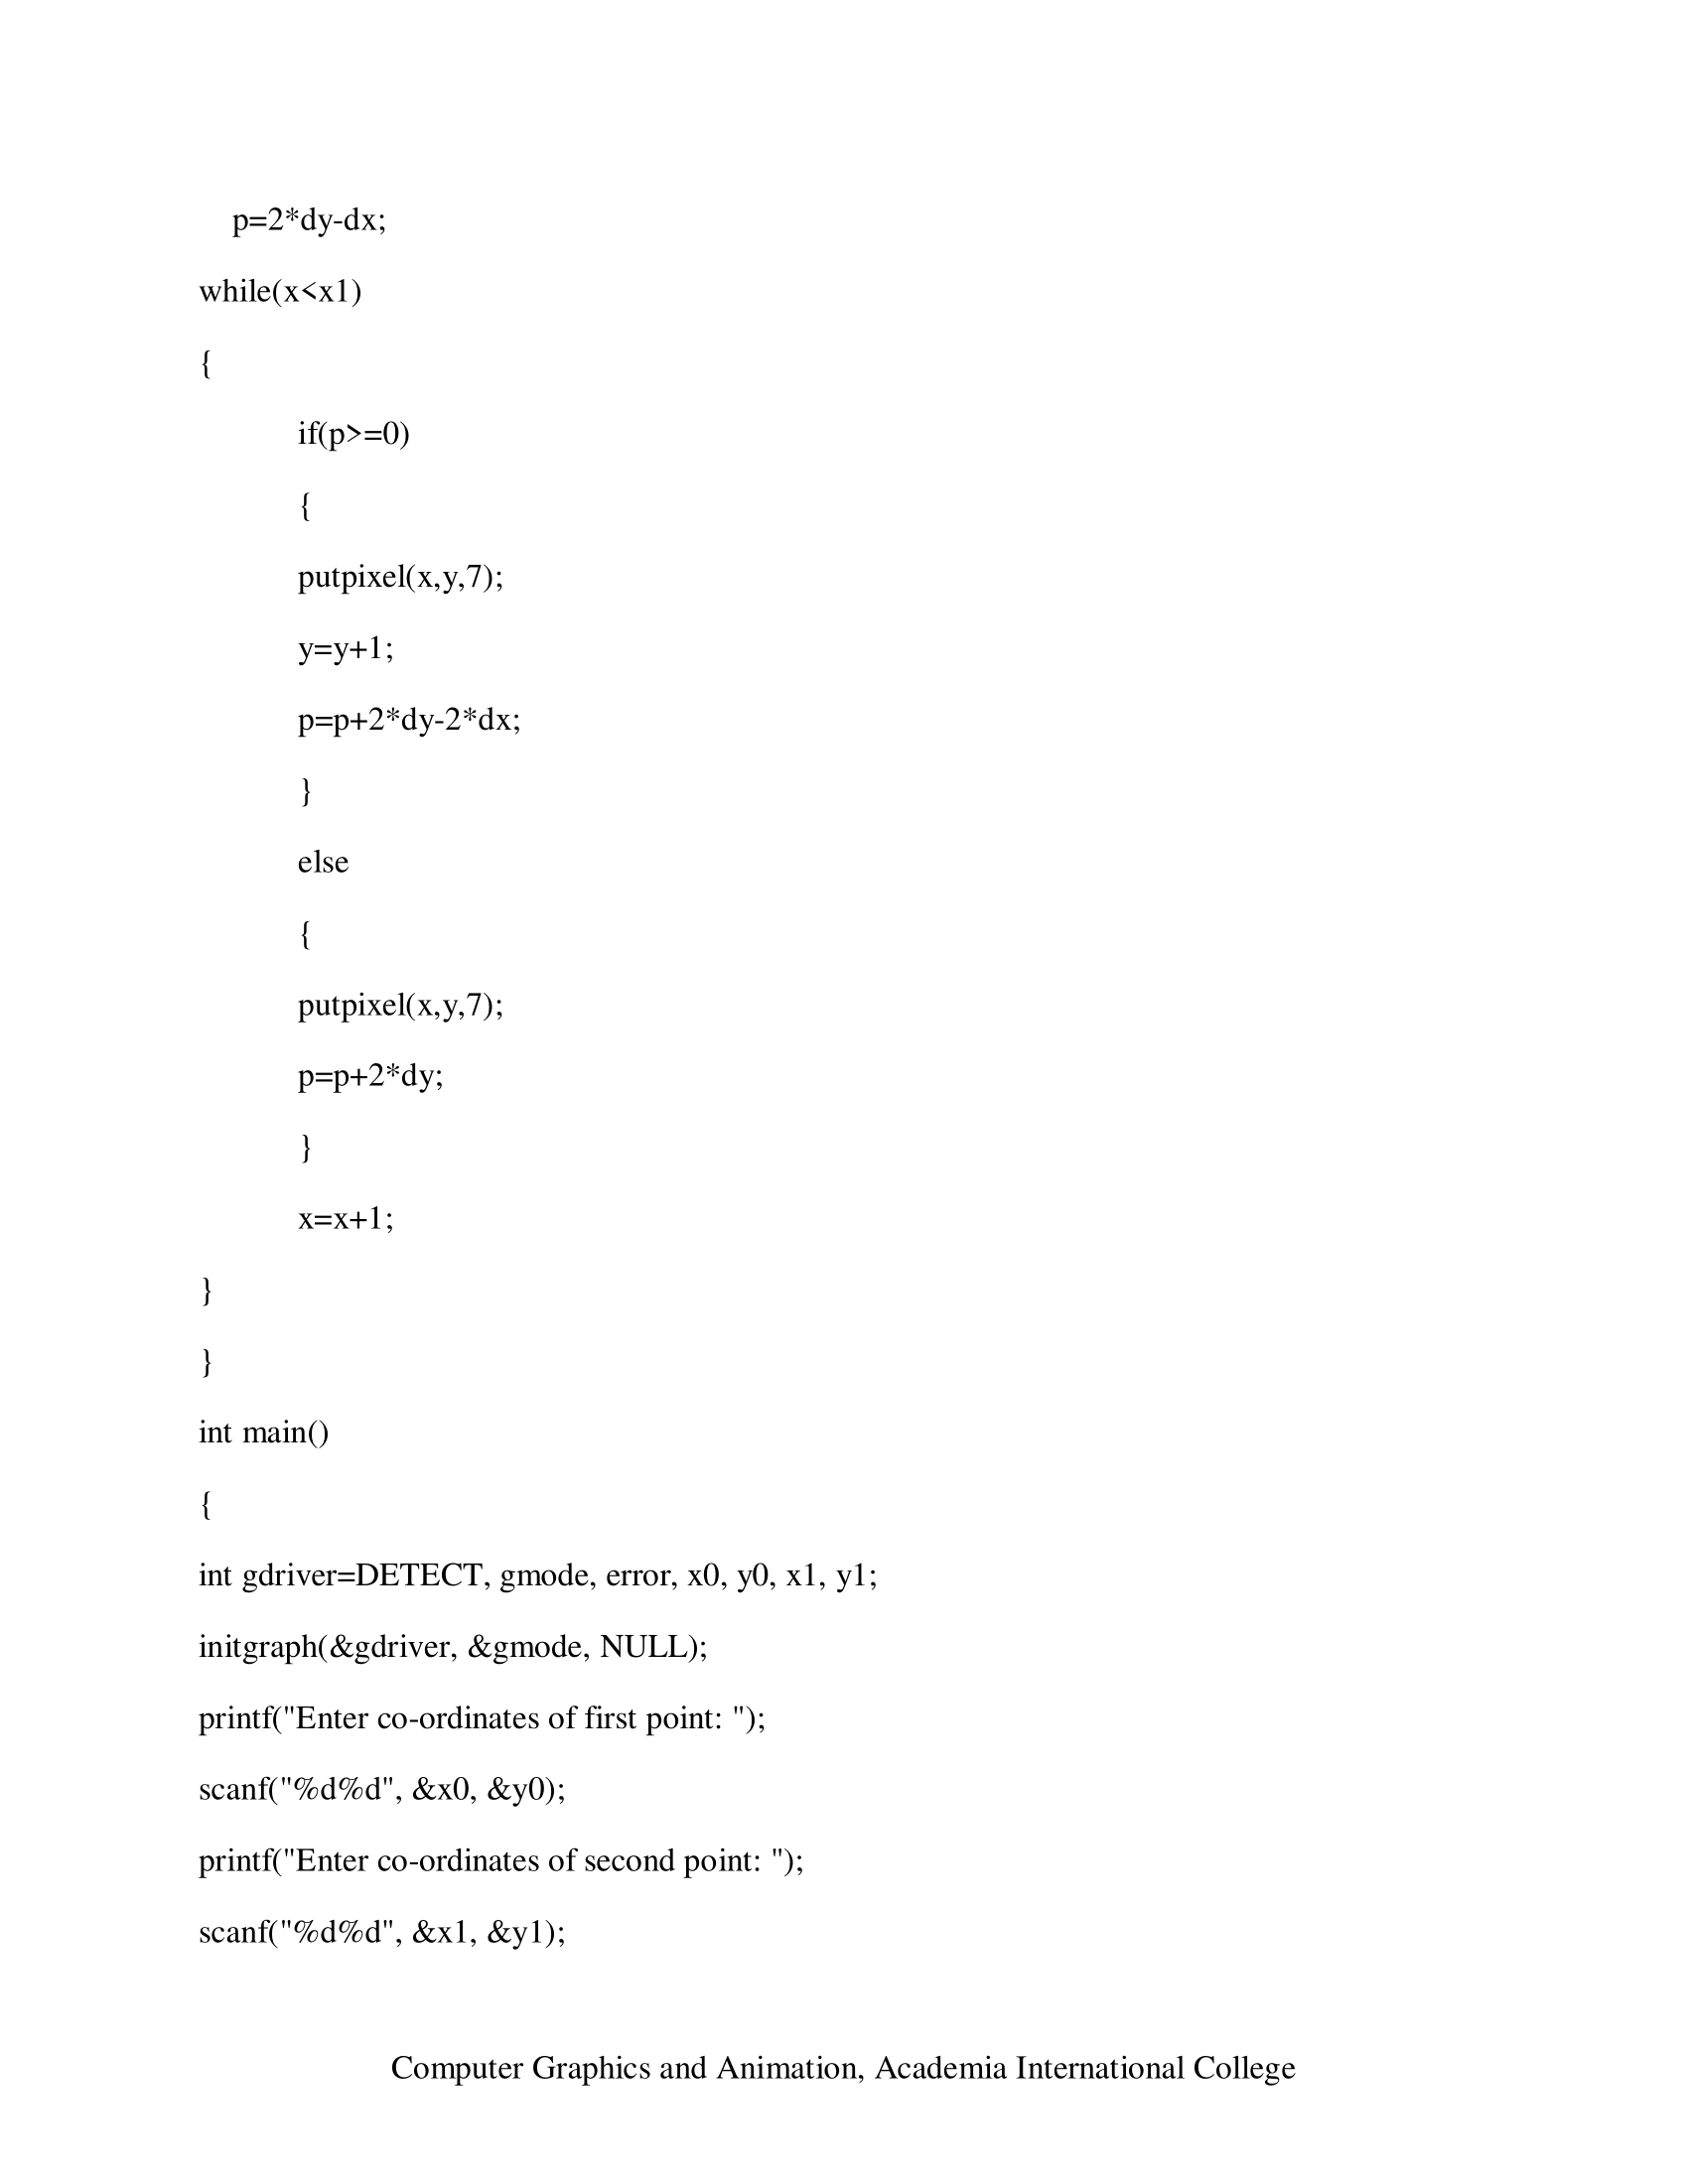 p=2*dy-dx;
while(x<x1)
{
if(p>=0)
{
putpixel(x,y,7);
y=y+1;
p=p+2*dy-2*dx;
}
else
{
putpixel(x,y,7);
p=p+2*dy;
}
x=x+1;
}
}
int main()
{
int gdriver=DETECT, gmode, error, x0, y0, x1, y1;
initgraph(&gdriver, &gmode, NULL);
printf("Enter co-ordinates of first point: ");
scanf("%d%d", &x0, &y0);
printf("Enter co-ordinates of second point: ");
scanf("%d%d", &x1, &y1);
Computer Graphics and Animation, Academia International College